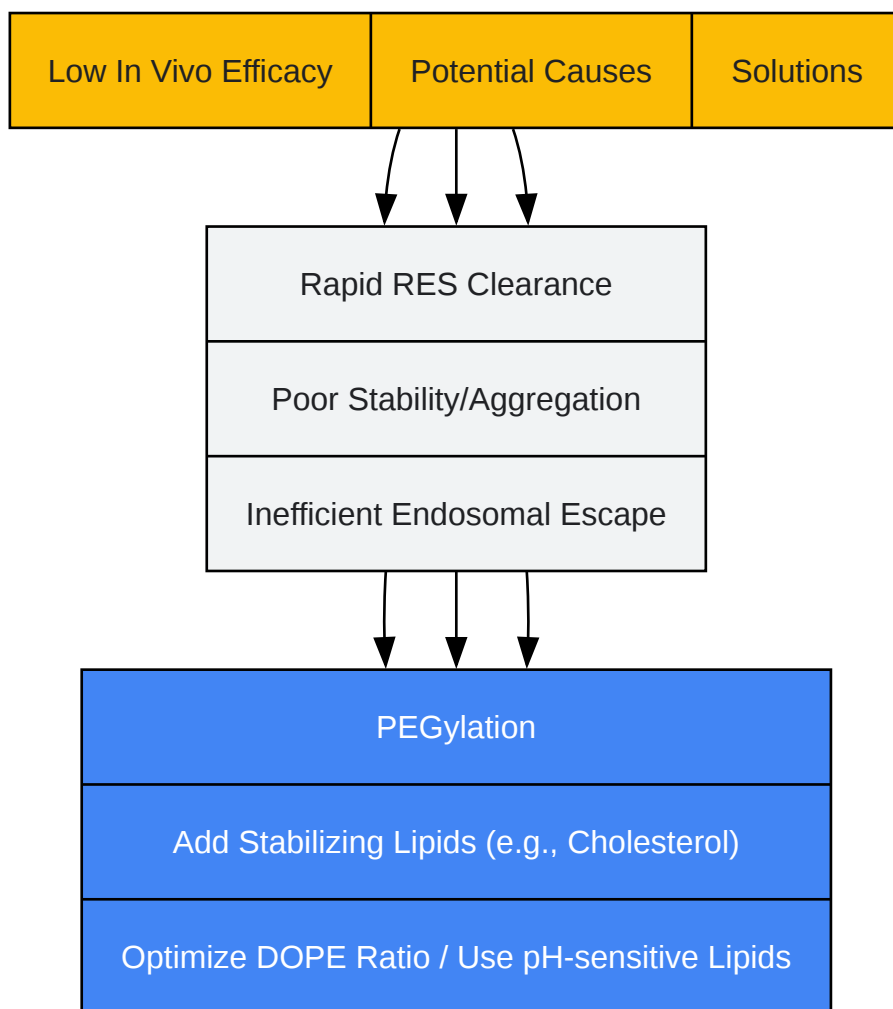 Low In Vivo Efficacy
Potential Causes
Solutions
Rapid RES Clearance
Poor Stability/Aggregation
Inefficient Endosomal Escape
PEGylation
Add Stabilizing Lipids (e.g., Cholesterol)
Optimize DOPE Ratio / Use pH-sensitive Lipids